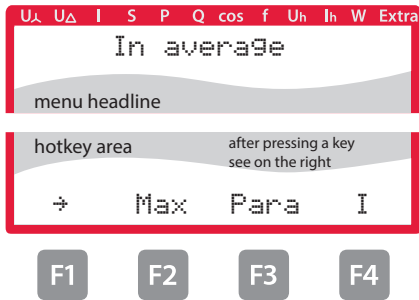 U⅄ U△ I S P Q cos f Uh Ih W Extra
In average
menu headline
hotkey area
after pressing a key
see on the right
→ Max Para I
F1 F2 F3 F4